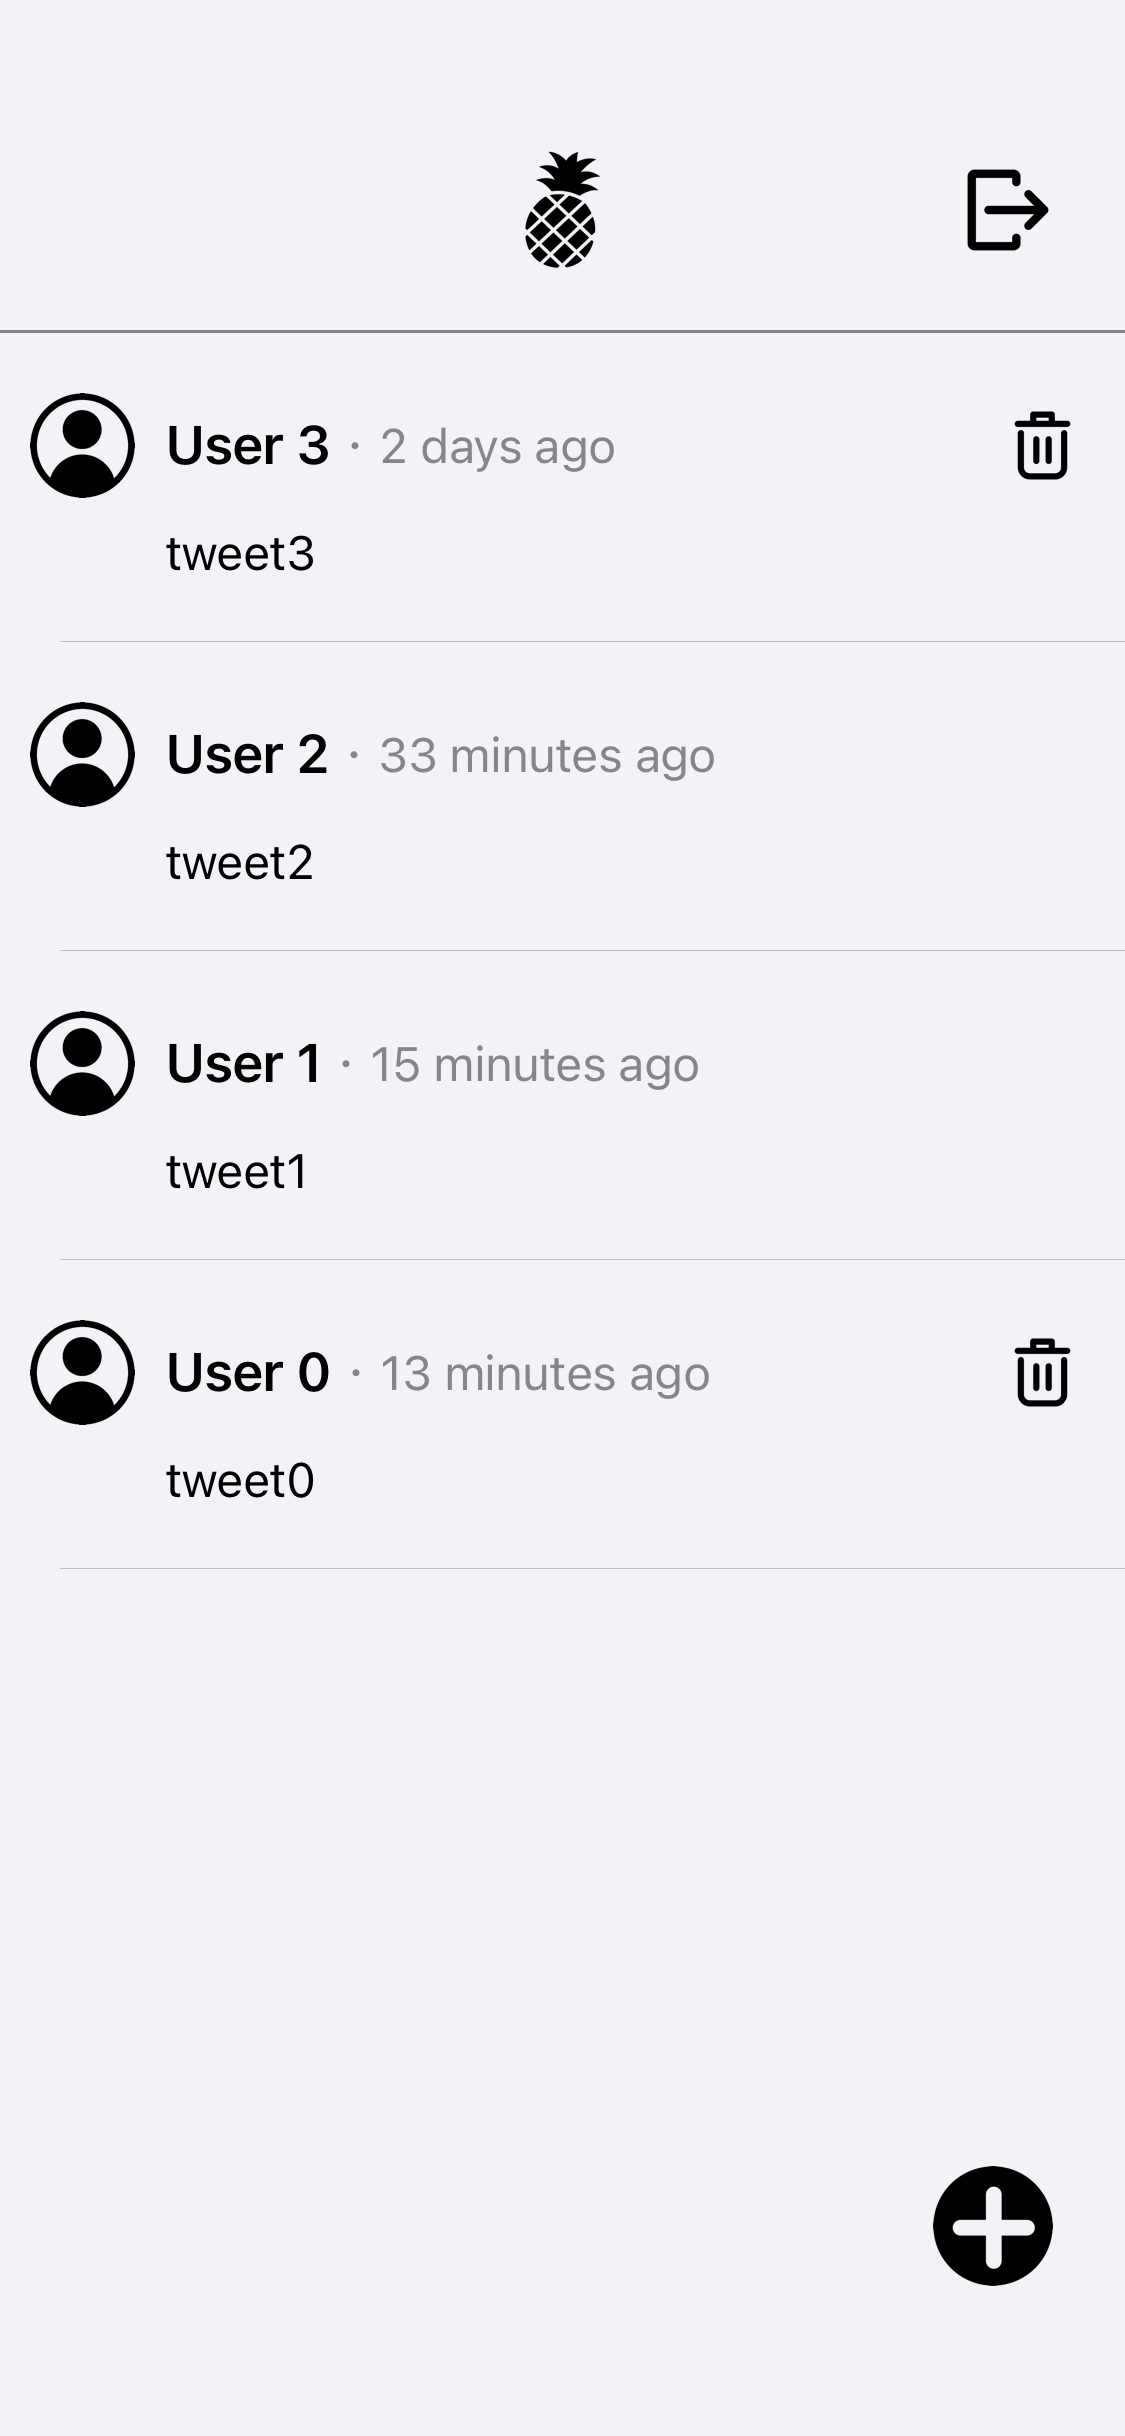 User 3 · 2 days ago
tweet3
User 2 · 33 minutes ago
tweet2
User 1 · 15 minutes ago
tweet1
User 0 · 13 minutes ago
tweet0